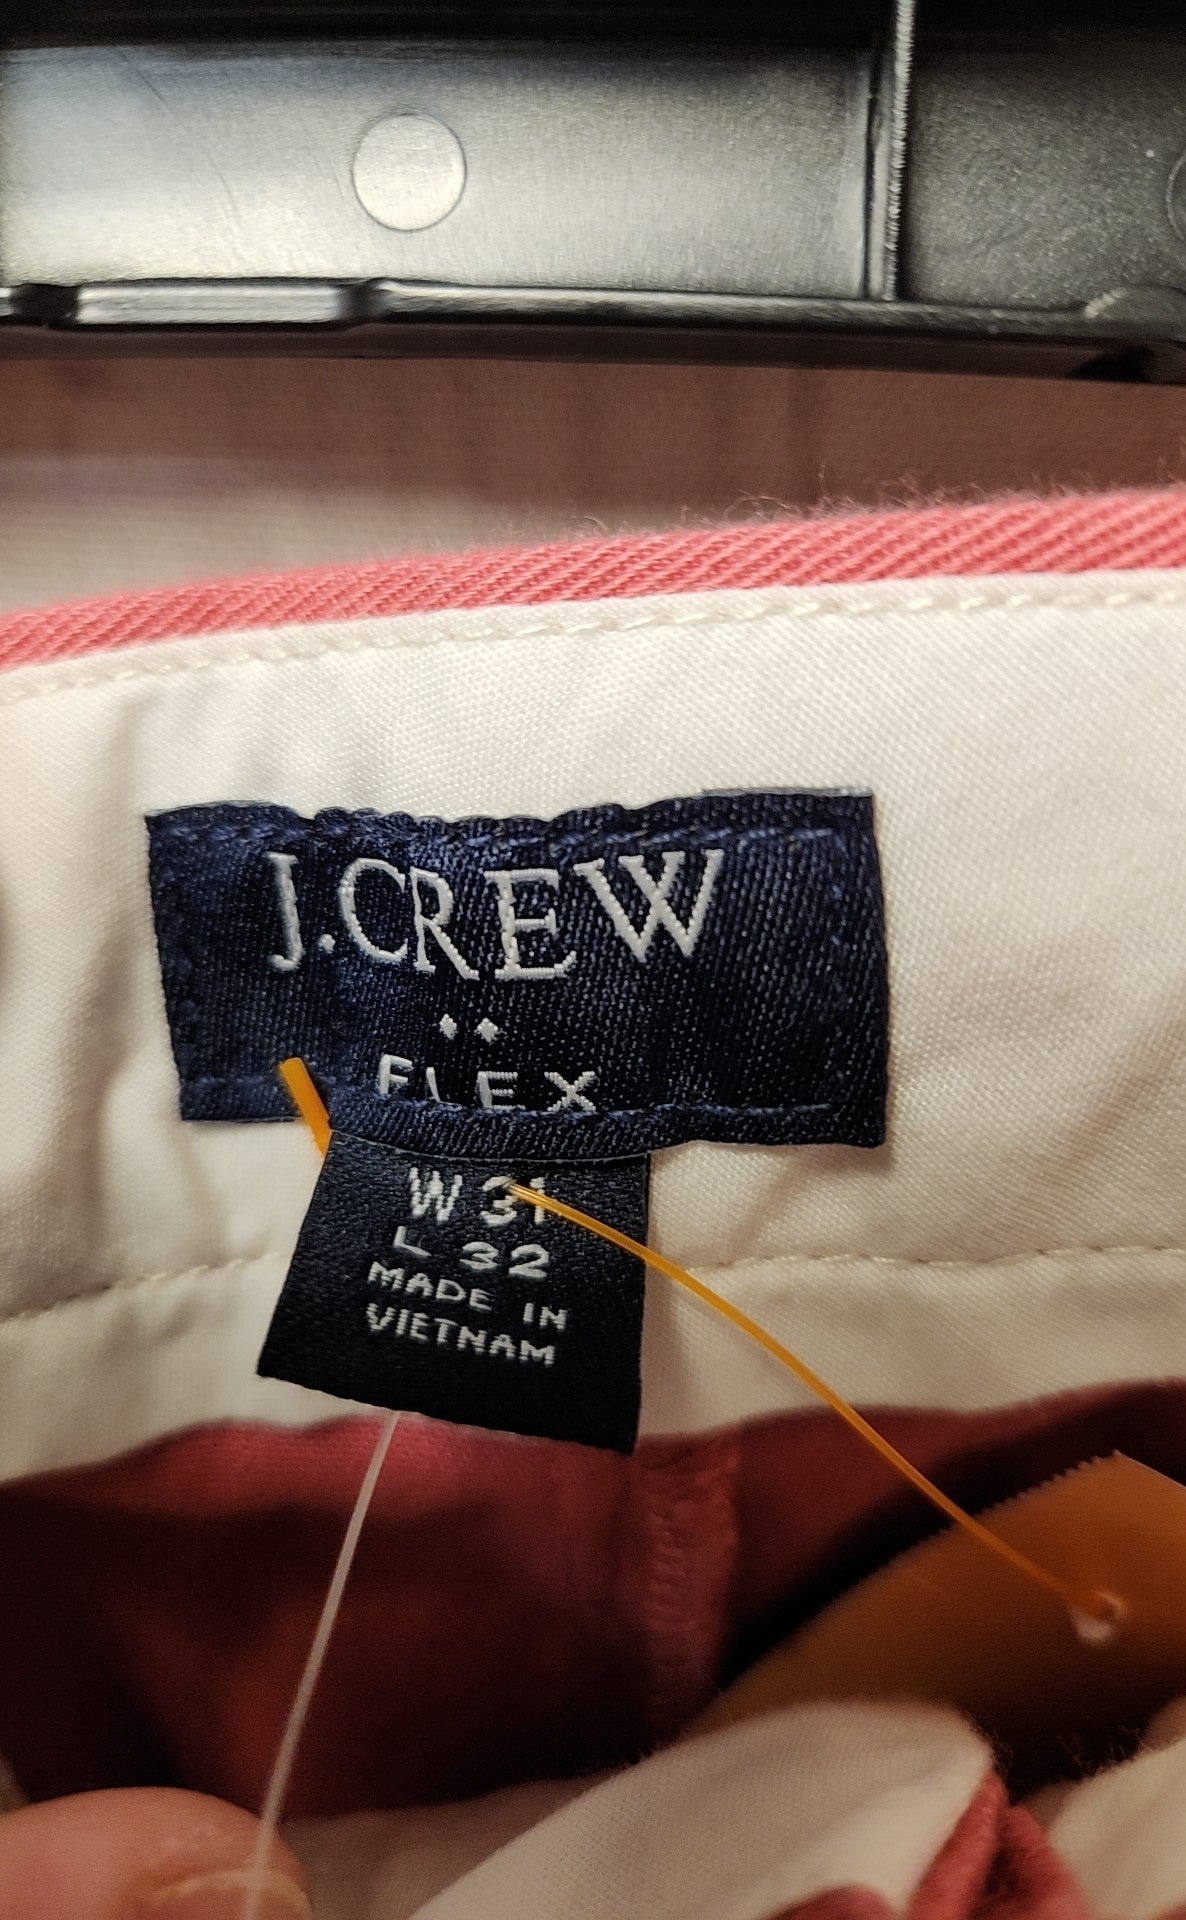 J.CREW
FLEX
W 31
L 32
MADE IN
VIETNAM